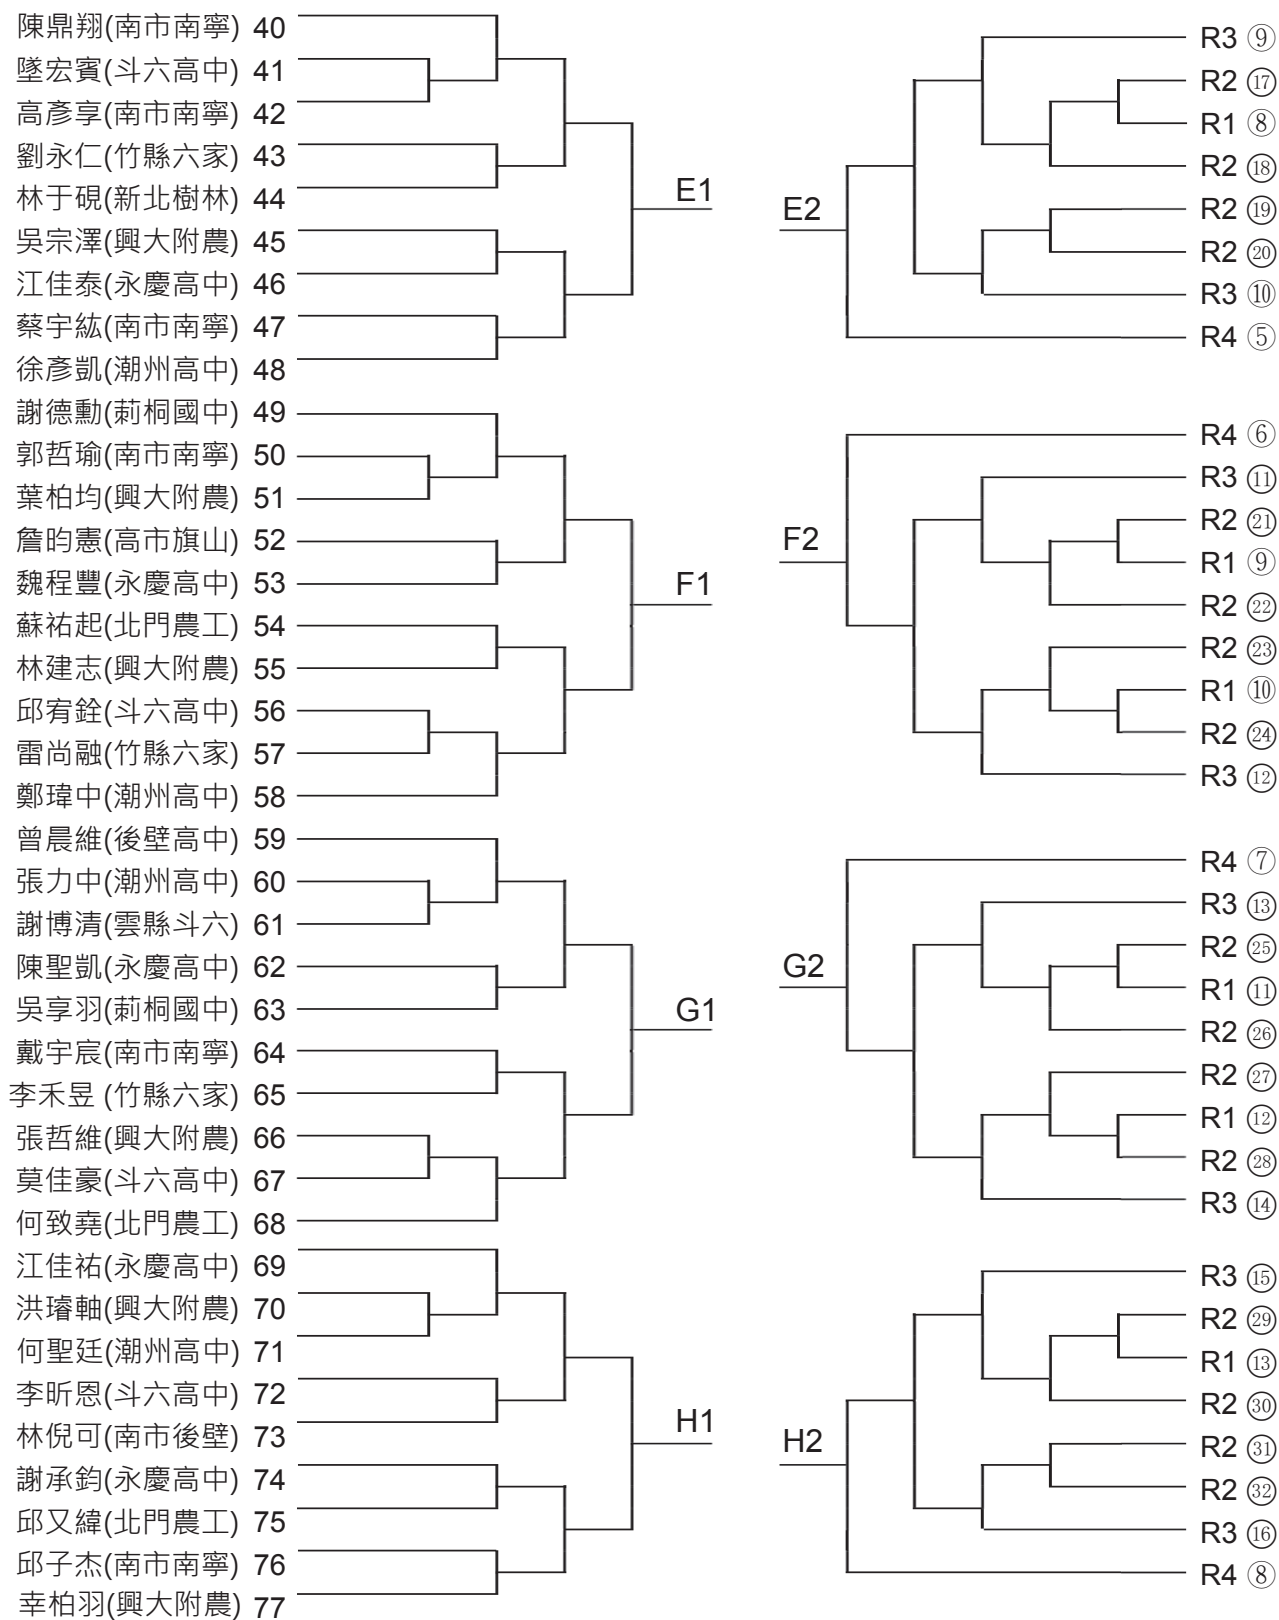 陳鼎翔(南市南寧) 40
墜宏賓(斗六高中) 41
高彥享(南市南寧) 42
劉永仁(竹縣六家) 43
林于硯(新北樹林) 44
吳宗澤(興大附農) 45
江佳泰(永慶高中) 46
蔡宇紘(南市南寧) 47
徐彥凱(潮州高中) 48
E1
謝德勳(莿桐國中) 49
郭哲瑜(南市南寧) 50
葉柏均(興大附農) 51
詹昀憲(高市旗山) 52
魏程豐(永慶高中) 53
蘇祐起(北門農工) 54
林建志(興大附農) 55
邱宥銓(斗六高中) 56
雷尚融(竹縣六家) 57
鄭瑋中(潮州高中) 58
F1
曾晨維(後壁高中) 59
張力中(潮州高中) 60
謝博清(雲縣斗六) 61
陳聖凱(永慶高中) 62
吳享羽(莿桐國中) 63
戴宇宸(南市南寧) 64
李禾昱 (竹縣六家) 65
張哲維(興大附農) 66
莫佳豪(斗六高中) 67
何致堯(北門農工) 68
G1
江佳祐(永慶高中) 69
洪璿軸(興大附農) 70
何聖廷(潮州高中) 71
李昕恩(斗六高中) 72
林倪可(南市後壁) 73
謝承鈞(永慶高中) 74
邱又緯(北門農工) 75
邱子杰(南市南寧) 76
幸柏羽(興大附農) 77
H1
E2
R3 ⑨
R2 ⑰
R1 ⑧
R2 ⑱
R2 ⑲
R2 ⑳
R3 ⑩
R4 ⑤
F2
R4 ⑥
R3 ⑪
R2 ㉑
R1 ⑨
R2 ㉒
R2 ㉓
R1 ⑩
R2 ㉔
R3 ⑫
G2
R4 ⑦
R3 ⑬
R2 ㉕
R1 ⑪
R2 ㉖
R2 ㉗
R1 ⑫
R2 ㉘
R3 ⑭
H2
R3 ⑮
R2 ㉙
R1 ⑬
R2 ㉚
R2 ㉛
R2 ㉜
R3 ⑯
R4 ⑧